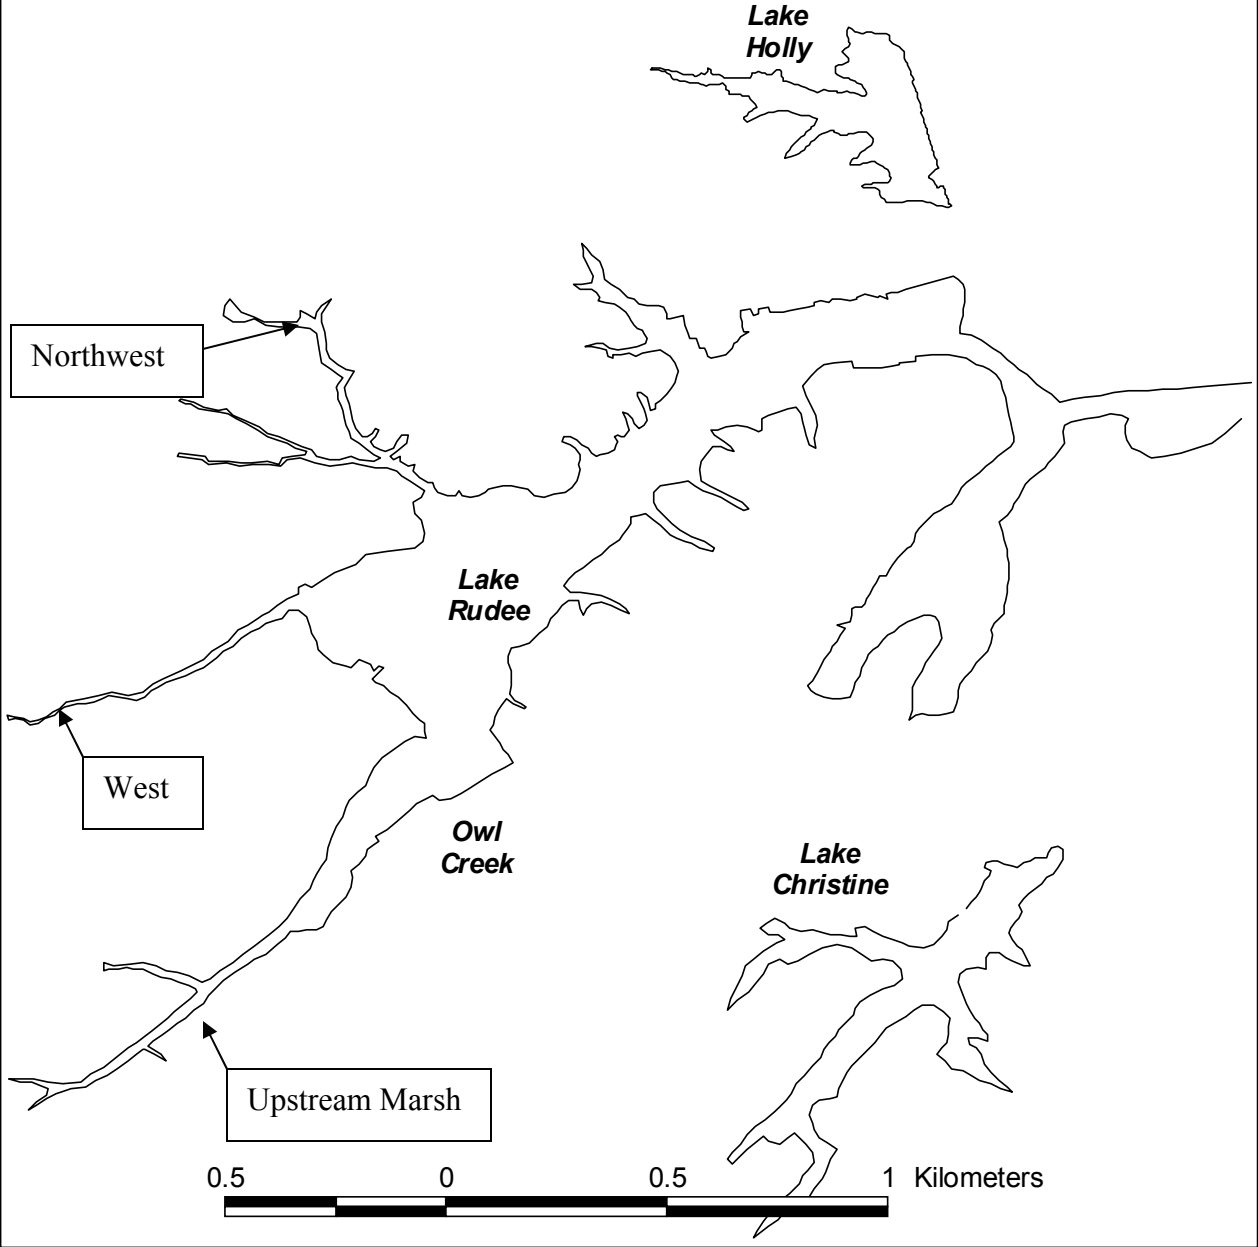 Lake
Holly
Northwest
Lake
Rudee
West
Owl
Creek
Lake
Christine
Upstream Marsh
0.5 0 0.5 1 Kilometers